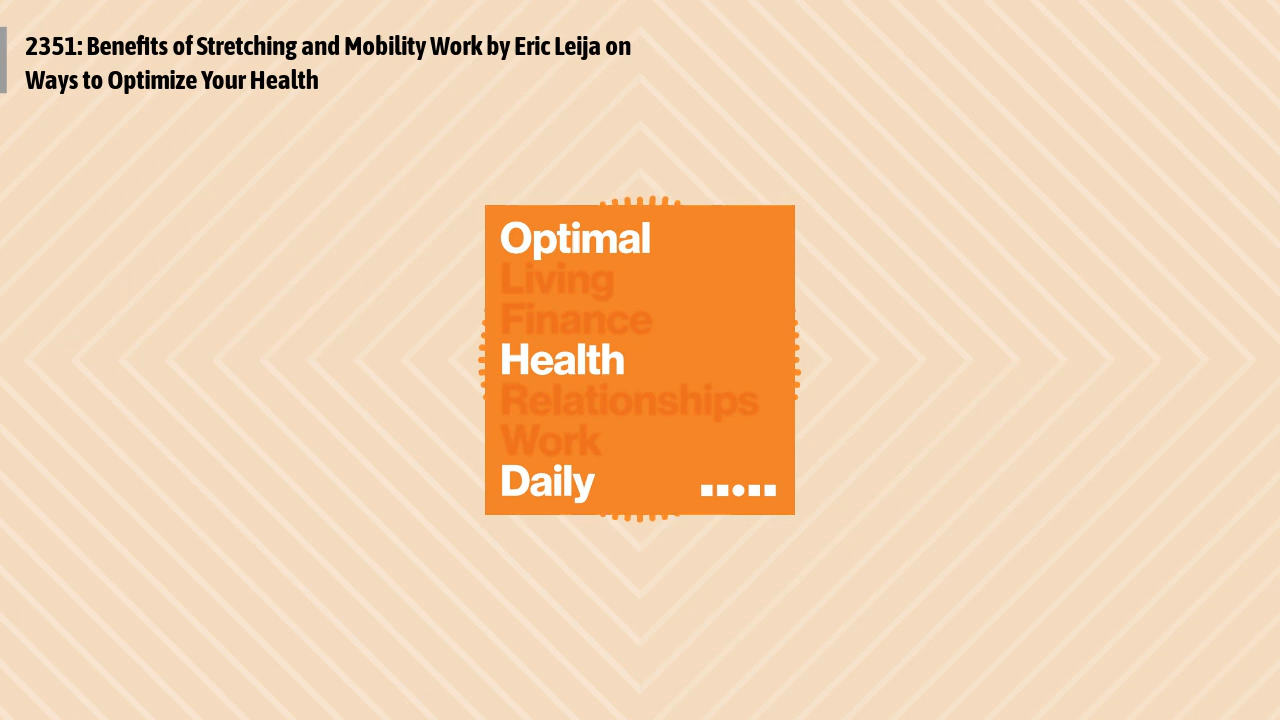 2351: Benefits of Stretching and Mobility Work by Eric Leija on
Ways to Optimize Your Health
Optimal
Living
Finance
Health
Relationships
Work
Daily